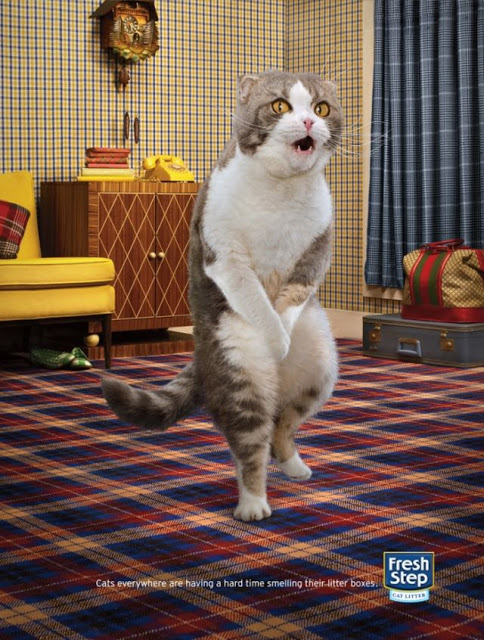 Cats everywhere are having a hard time smelling their litter boxes.
Fresh
Step
CAT LITTER